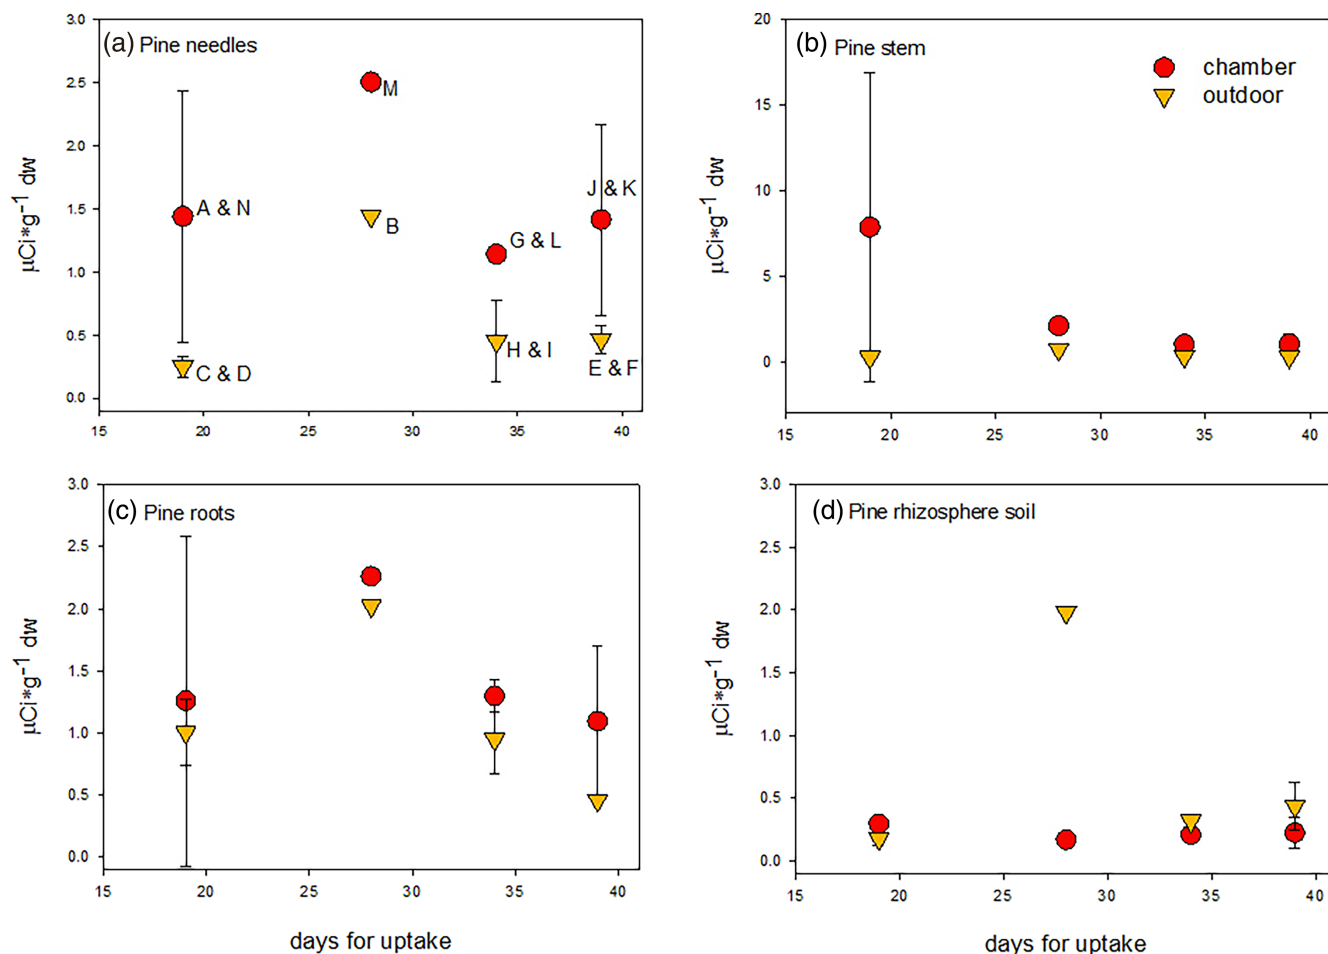 (a) Pine needles
3.0
2.5
2.0
1.5
1.0
0.5
0.0
μCi*g⁻¹ dw
M
A & N
B
J & K
G & L
H & I
C & D
E & F
15 20 25 30 35 40
(b) Pine stem
chamber
outdoor
20
15
10
5
0
μCi*g⁻¹ dw
15 20 25 30 35 40
(c) Pine roots
3.0
2.5
2.0
1.5
1.0
0.5
0.0
μCi*g⁻¹ dw
15 20 25 30 35 40
days for uptake
(d) Pine rhizosphere soil
3.0
2.5
2.0
1.5
1.0
0.5
0.0
μCi*g⁻¹ dw
15 20 25 30 35 40
days for uptake